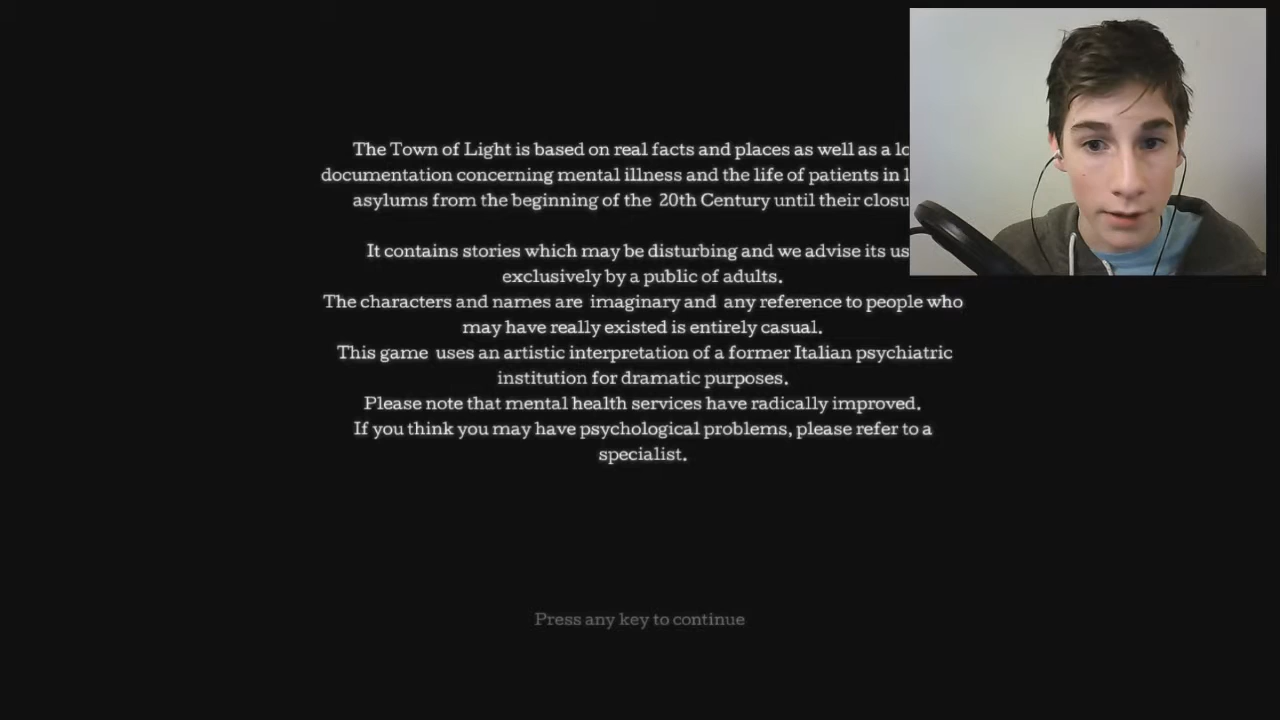 The Town of Light is based on real facts and places as well as a
documentation concerning mental illness and the life of patients in
asylums from the beginning of the 20th Century until their
It contains stories which may be disturbing and we advise its
exclusively by a public of adults.
The characters and names are imaginary and any reference to people who
may have really existed is entirely casual.
This game uses an artistic interpretation of a former Italian psychiatric
institution for dramatic purposes.
Please note that mental health services have radically improved.
If you think you may have psychological problems, please refer to a
specialist.
Press any key to continue